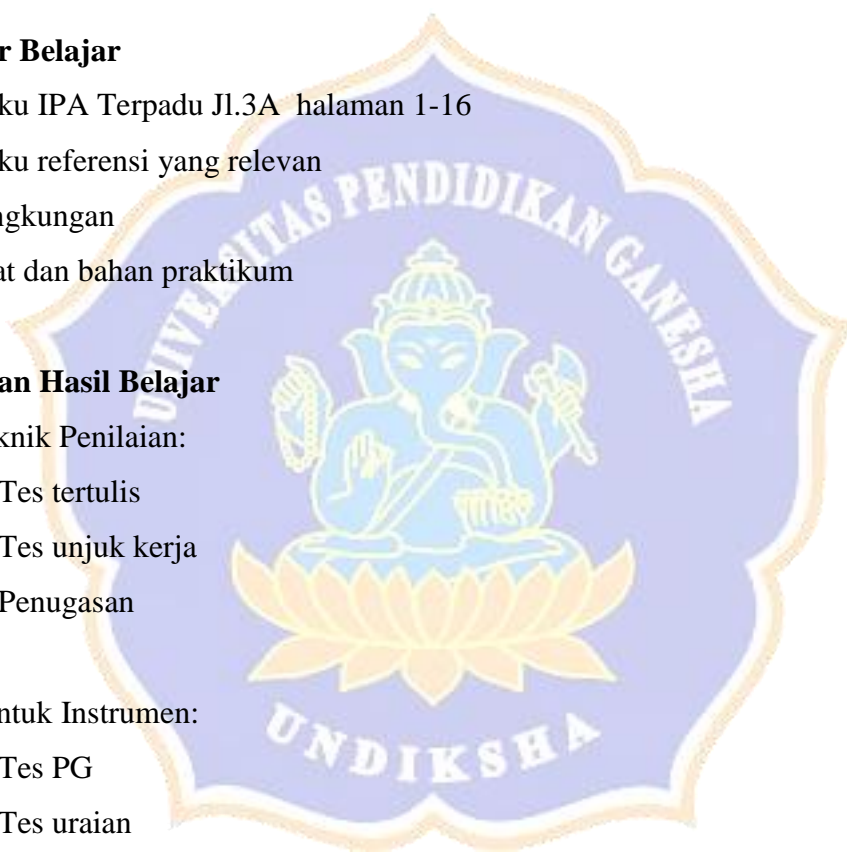 r Belajar
ku IPA Terpadu Jl.3A halaman 1-16
ku referensi yang relevan
UNIVERSITAS PENDIDIKAN GANESHA
ngkungan
at dan bahan praktikum
an Hasil Belajar
knik Penilaian:
Tes tertulis
Tes unjuk kerja
Penugasan
ntuk Instrumen:
UNDIKSHA
Tes PG
Tes uraian